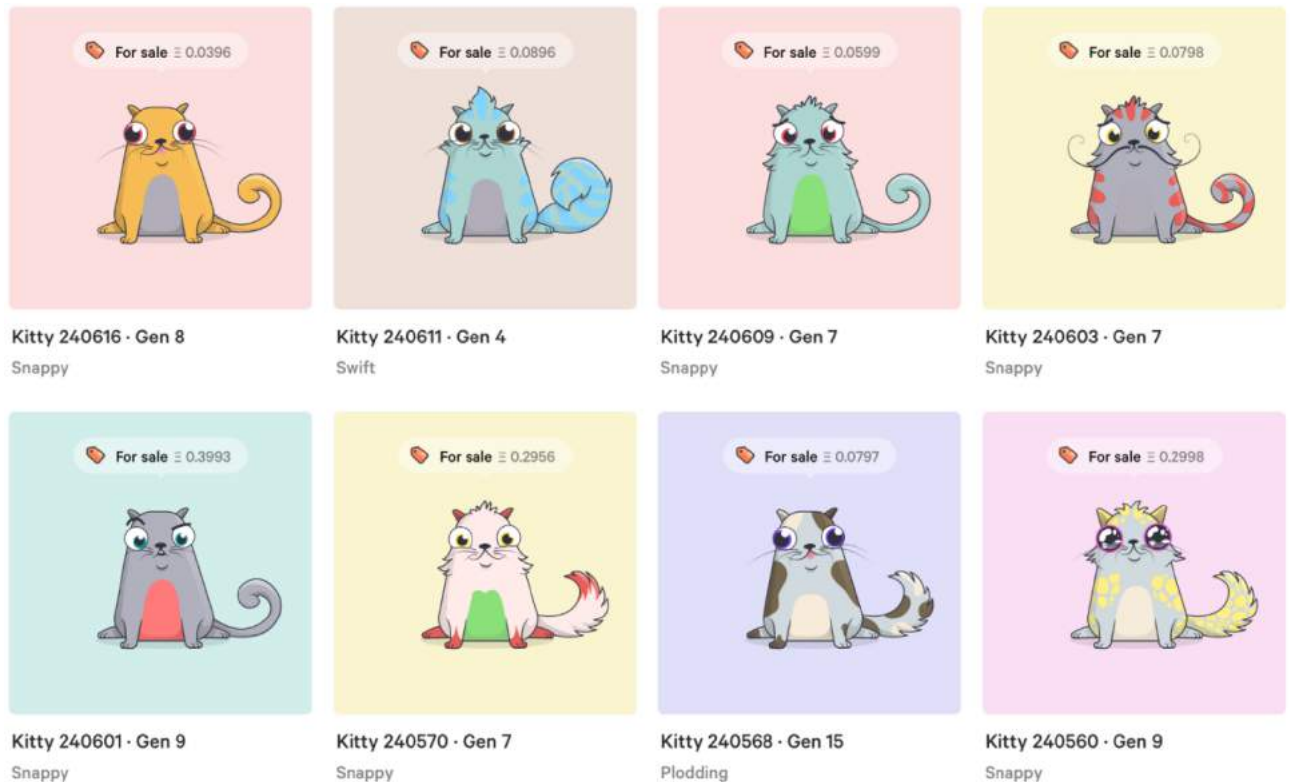 For sale Ξ 0.0396
For sale Ξ 0.0896
For sale Ξ 0.0599
For sale Ξ 0.0798
Kitty 240616 · Gen 8
Kitty 240611 · Gen 4
Kitty 240609 · Gen 7
Kitty 240603 · Gen 7
Snappy
Swift
Snappy
Snappy
For sale Ξ 0.3993
For sale Ξ 0.2956
For sale Ξ 0.0797
For sale Ξ 0.2998
Kitty 240601 · Gen 9
Kitty 240570 · Gen 7
Kitty 240568 · Gen 15
Kitty 240560 · Gen 9
Snappy
Snappy
Plodding
Snappy